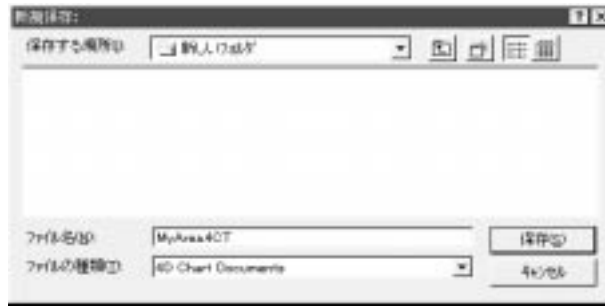 新規保存:
保存する場所(I):
新しいフォルダ
ファイル名(N):
MyArea.4CT
保存(S)
ファイルの種類(T):
4D Chart Documents
キャンセル